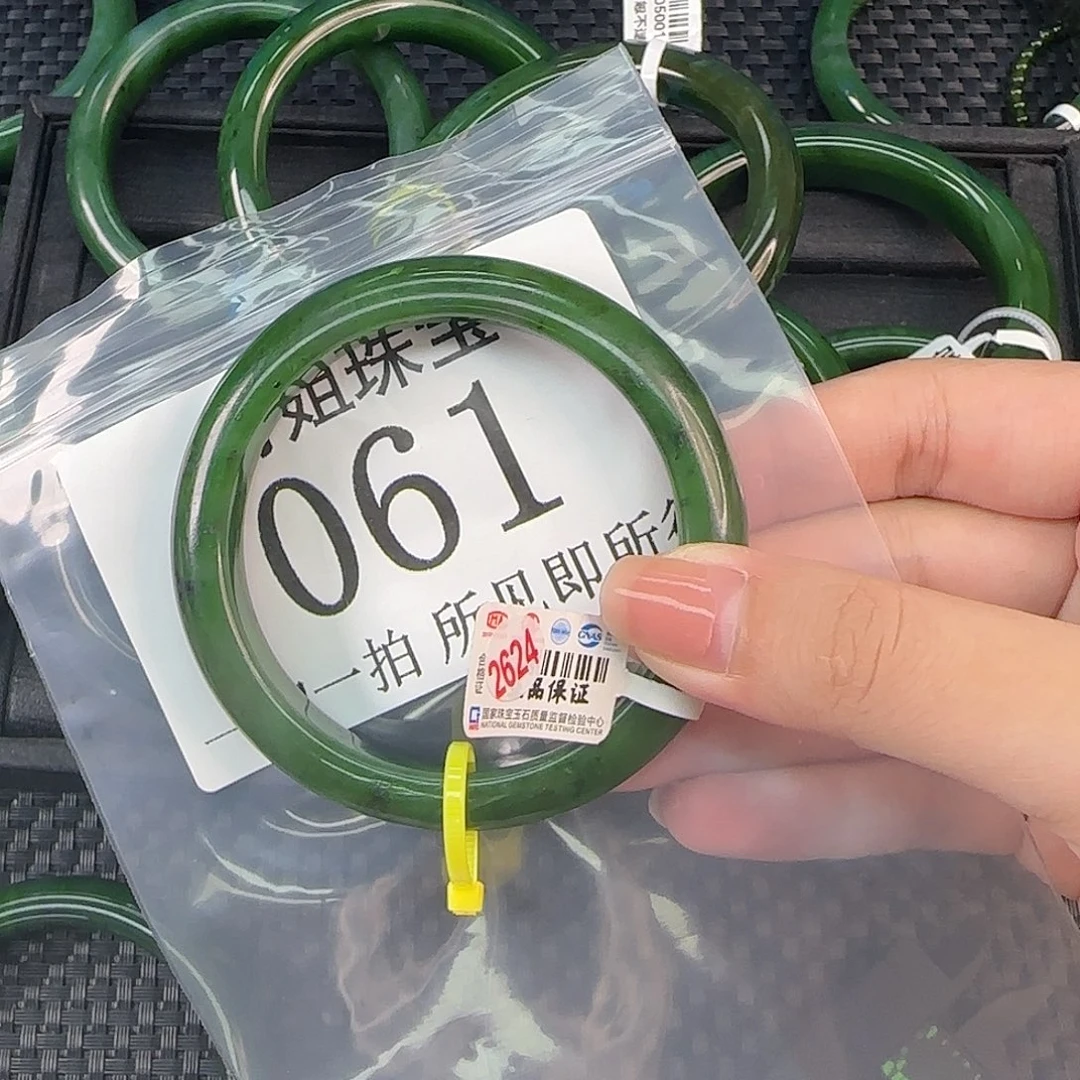 05001
姐珠宝
061
一拍 所见即所
2624
品保证
国家珠宝玉石质量监督检验中心
NATIONAL GEMSTONE TESTING CENTER